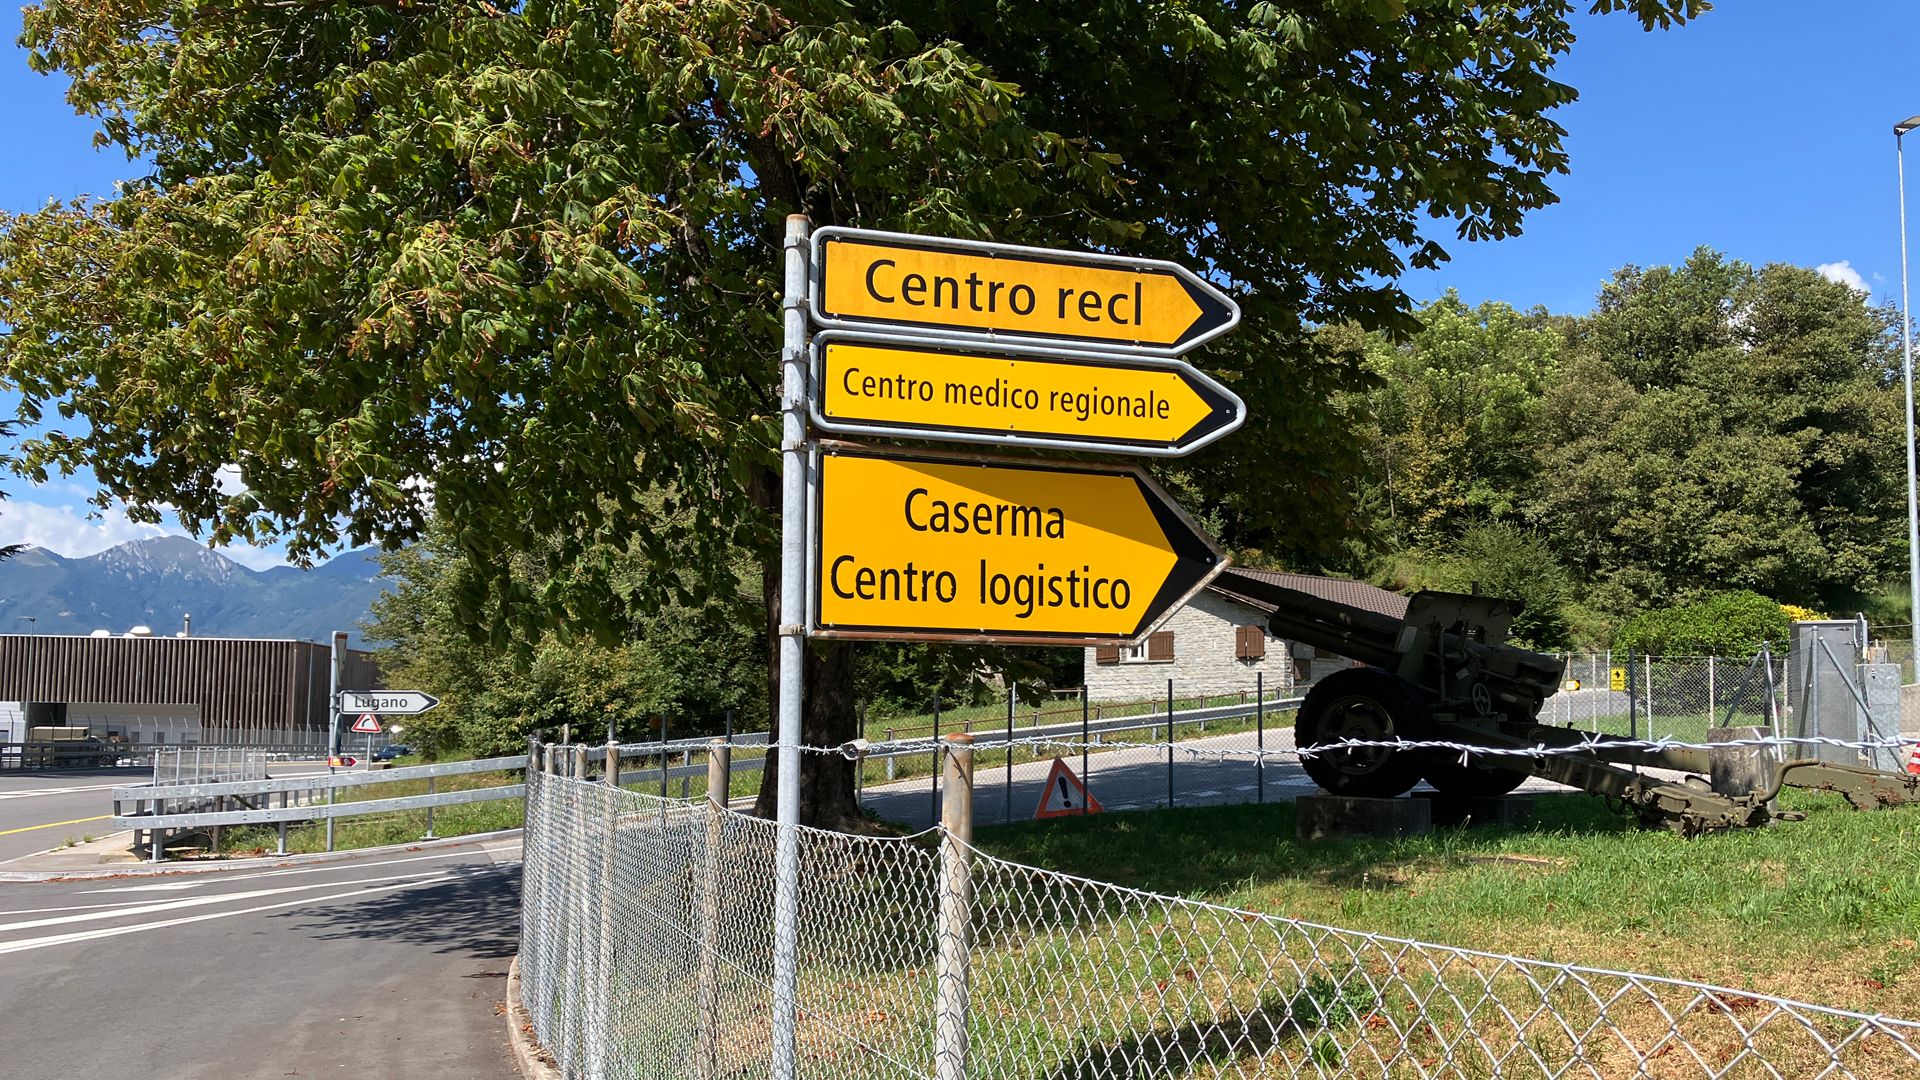 Centro recl
Centro medico regionale
Caserma
Centro logistico
Lugano